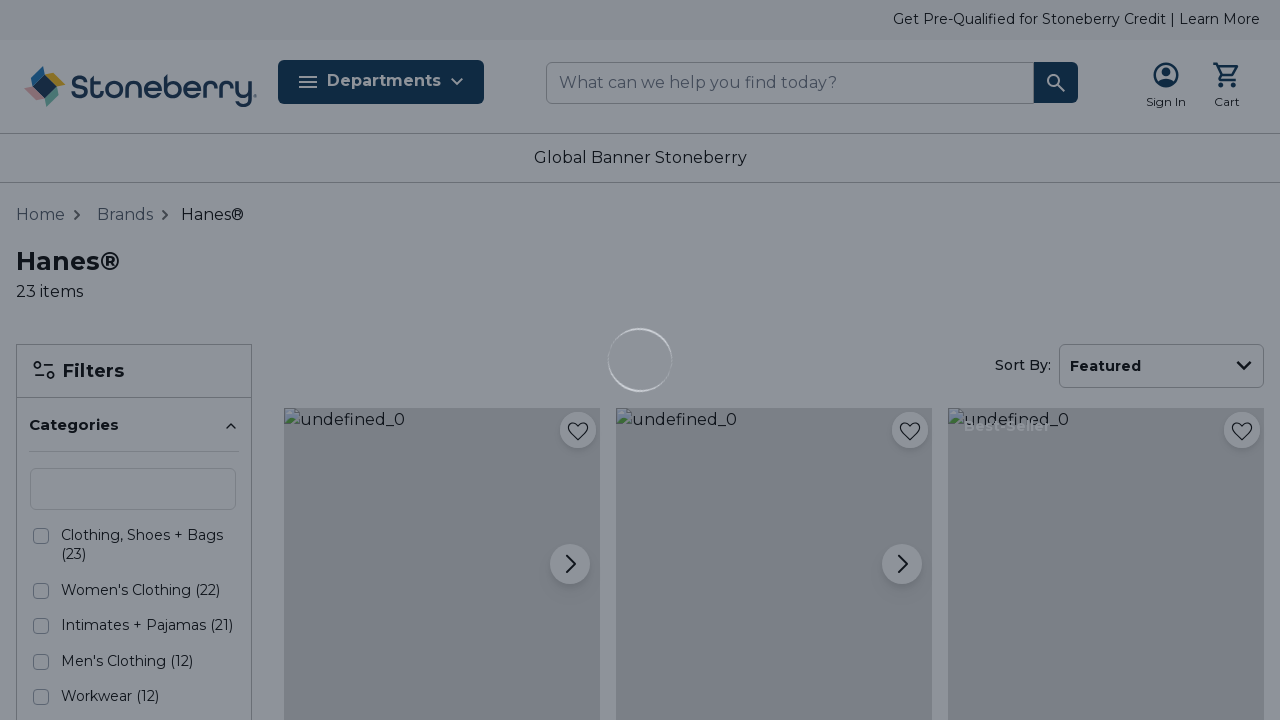 Get Pre-Qualified for Stoneberry Credit | Learn More
Stoneberry
Departments
What can we help you find today?
Sign In
Cart
Global Banner Stoneberry
Home
Brands
Hanes®
Hanes®
23 items
Filters
Sort By:
Featured
Categories
undefined_0
undefined_0
undefined_0
Best-Seller
Clothing, Shoes + Bags
(23)
Women's Clothing (22)
Intimates + Pajamas (21)
Men's Clothing (12)
Workwear (12)